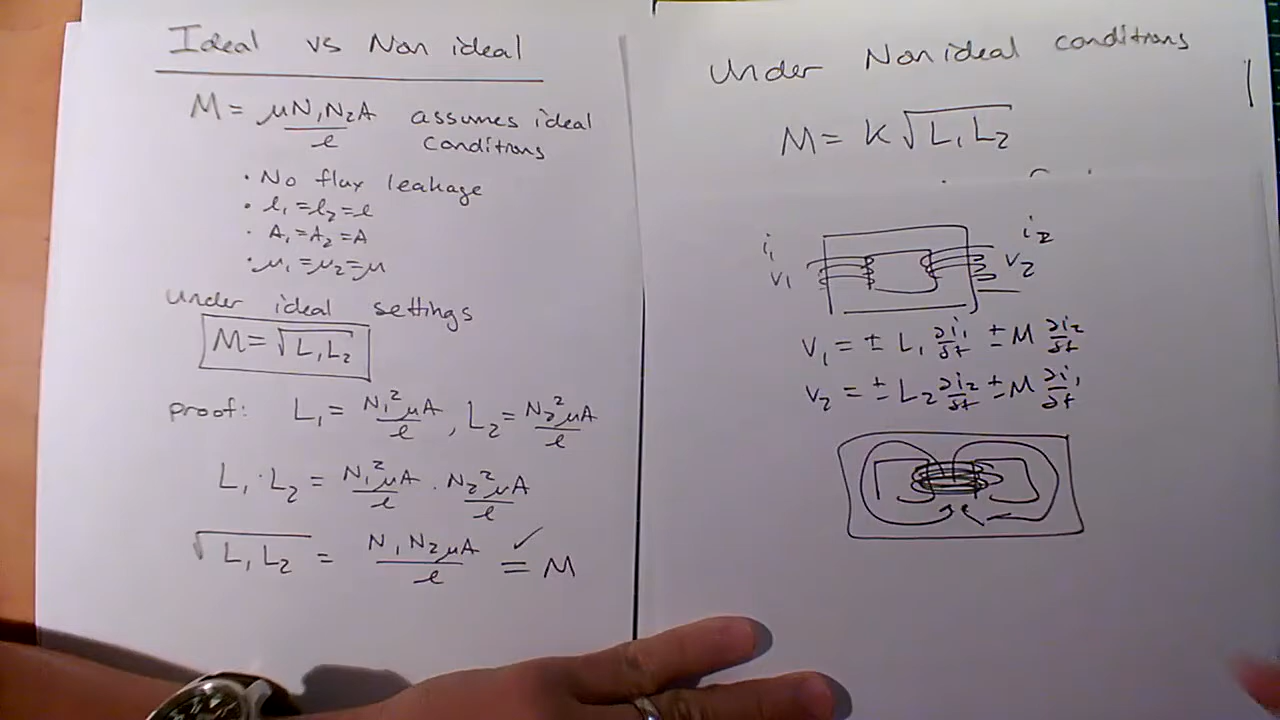 Ideal vs Non ideal
M = μN₁N₂A/ℓ assumes ideal
conditions
• No flux leakage
• ℓ₁ = ℓ₂ = ℓ
• A₁ = A₂ = A
• μ₁ = μ₂ = μ
Under ideal settings
M = √L₁L₂
proof: L₁ = N₁²μA/ℓ , L₂ = N₂²μA/ℓ
L₁ · L₂ = N₁²μA/ℓ · N₂²μA/ℓ
√L₁L₂ = N₁N₂μA/ℓ = M ✓
Under Nonideal conditions
M = K√L₁L₂
i₁ i₂
V₁ V₂
V₁ = ± L₁ ∂i₁/∂t ± M ∂i₂/∂t
V₂ = ± L₂ ∂i₂/∂t ± M ∂i₁/∂t